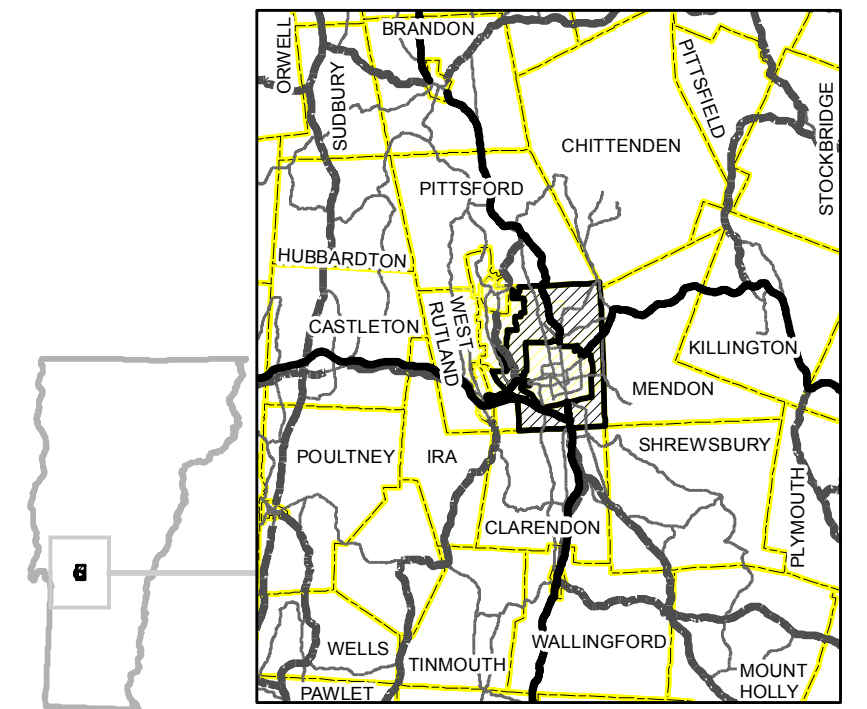 ORWELL
BRANDON
SUDBURY
PITTSFIELD
STOCKBRIDGE
CHITTENDEN
PITTSFORD
HUBBARDTON
CASTLETON
WEST
RUTLAND
KILLINGTON
MENDON
SHREWSBURY
POULTNEY
IRA
PLYMOUTH
CLARENDON
WELLS
TINMOUTH
WALLINGFORD
MOUNT
HOLLY
PAWLET